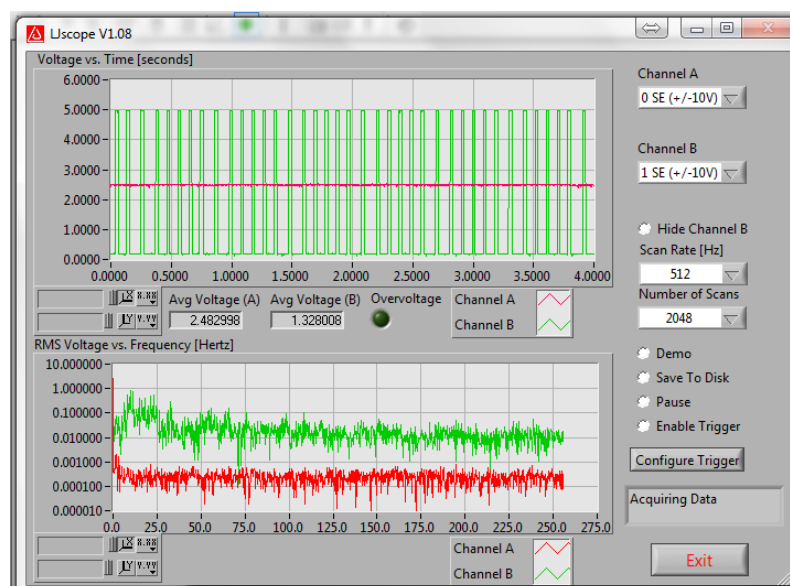 LJscope V1.08
Voltage vs. Time [seconds]
6.0000
5.0000
4.0000
3.0000
2.0000
1.0000
0.0000
0.0000 0.5000 1.0000 1.5000 2.0000 2.5000 3.0000 3.5000 4.0000
Avg Voltage (A) Avg Voltage (B) Overvoltage
2.482998 1.328008
Channel A
Channel B
RMS Voltage vs. Frequency [Hertz]
10.000000
1.000000
0.100000
0.010000
0.001000
0.000100
0.000010
0.0 25.0 50.0 75.0 100.0 125.0 150.0 175.0 200.0 225.0 250.0 275.0
Channel A
Channel B
Channel A
0 SE (+/-10V)
Channel B
1 SE (+/-10V)
Hide Channel B
Scan Rate [Hz]
512
Number of Scans
2048
Demo
Save To Disk
Pause
Enable Trigger
Configure Trigger
Acquiring Data
Exit